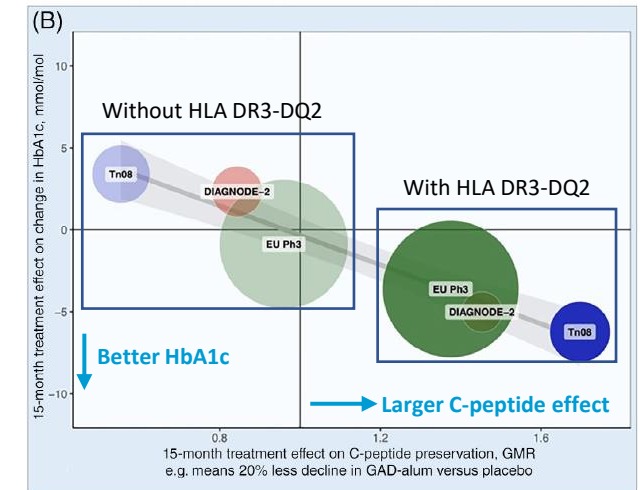 (B)
15-month treatment effect on change in HbA1c, mmol/mol
10
5
0
−5
−10
Without HLA DR3-DQ2
Tn08
DIAGNODE−2
EU Ph3
With HLA DR3-DQ2
EU Ph3
DIAGNODE−2
Tn08
Better HbA1c
Larger C-peptide effect
0.8
1.2
1.6
15-month treatment effect on C-peptide preservation, GMR
e.g. means 20% less decline in GAD-alum versus placebo